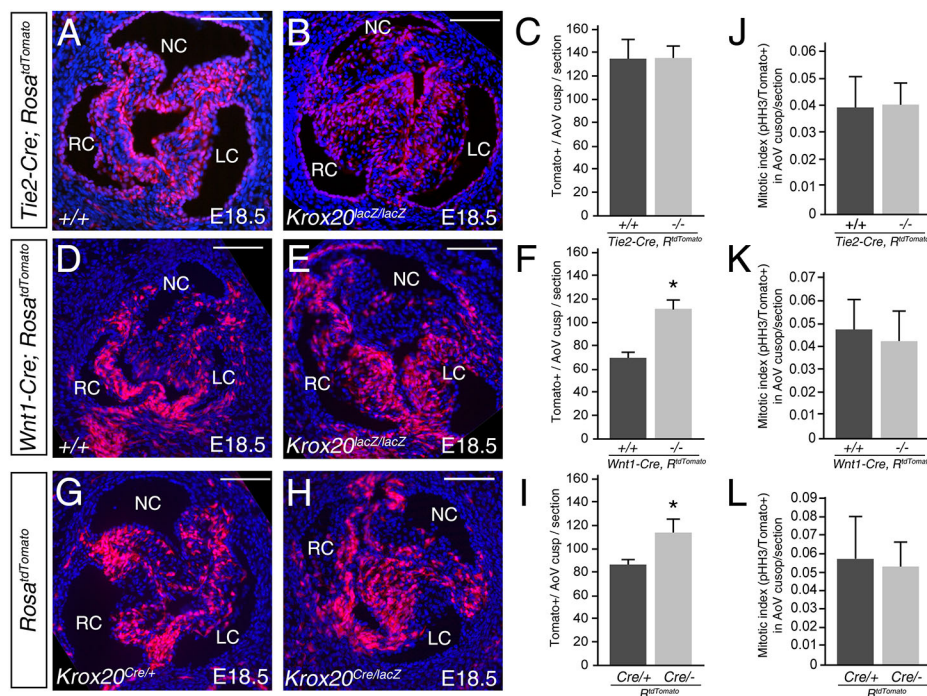 Tie2-Cre; Rosa^tdTomato
A
NC
RC
LC
+/+
E18.5
B
NC
RC
LC
Krox20^lacZ/lacZ
E18.5
C
Tomato+ / AoV cusp / section
160
140
120
100
80
60
40
20
0
+/+ -/-
Tie2-Cre, R^tdTomato
J
Mitotic index (pHH3/Tomato+)
in AoV cusop/section
0.06
0.05
0.04
0.03
0.02
0.01
0
+/+ -/-
Tie2-Cre, R^tdTomato
Wnt1-Cre; Rosa^tdTomato
D
NC
RC
LC
+/+
E18.5
E
NC
RC
LC
Krox20^lacZ/lacZ
E18.5
F
Tomato+ / AoV cusp / section
160
140
120
100
80
60
40
20
0
*
+/+ -/-
Wnt1-Cre, R^tdTomato
K
Mitotic index (pHH3/Tomato+)
in AoV cusop/section
0.07
0.06
0.05
0.04
0.03
0.02
0.01
0
+/+ -/-
Wnt1-Cre, R^tdTomato
Rosa^tdTomato
G
NC
RC
LC
Krox20^Cre/+
E18.5
H
NC
RC
LC
Krox20^Cre/lacZ
E18.5
I
Tomato+/ AoV cusp / section
160
140
120
100
80
60
40
20
0
*
Cre/+ Cre/-
R^tdTomato
L
Mitotic index (pHH3/Tomato+)
in AoV cusop/section
0.09
0.08
0.07
0.06
0.05
0.04
0.03
0.02
0.01
0
Cre/+ Cre/-
R^tdTomato